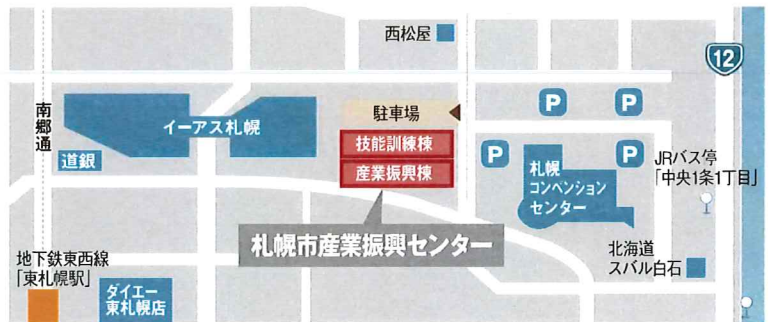 西松屋
12
南郷通
イーアス札幌
道銀
駐車場
技能訓練棟
産業振興棟
P
P
P
P
札幌
コンベンション
センター
JRバス停
「中央1条1丁目」
札幌市産業振興センター
北海道
スバル白石
地下鉄東西線
「東札幌駅」
ダイエー
東札幌店